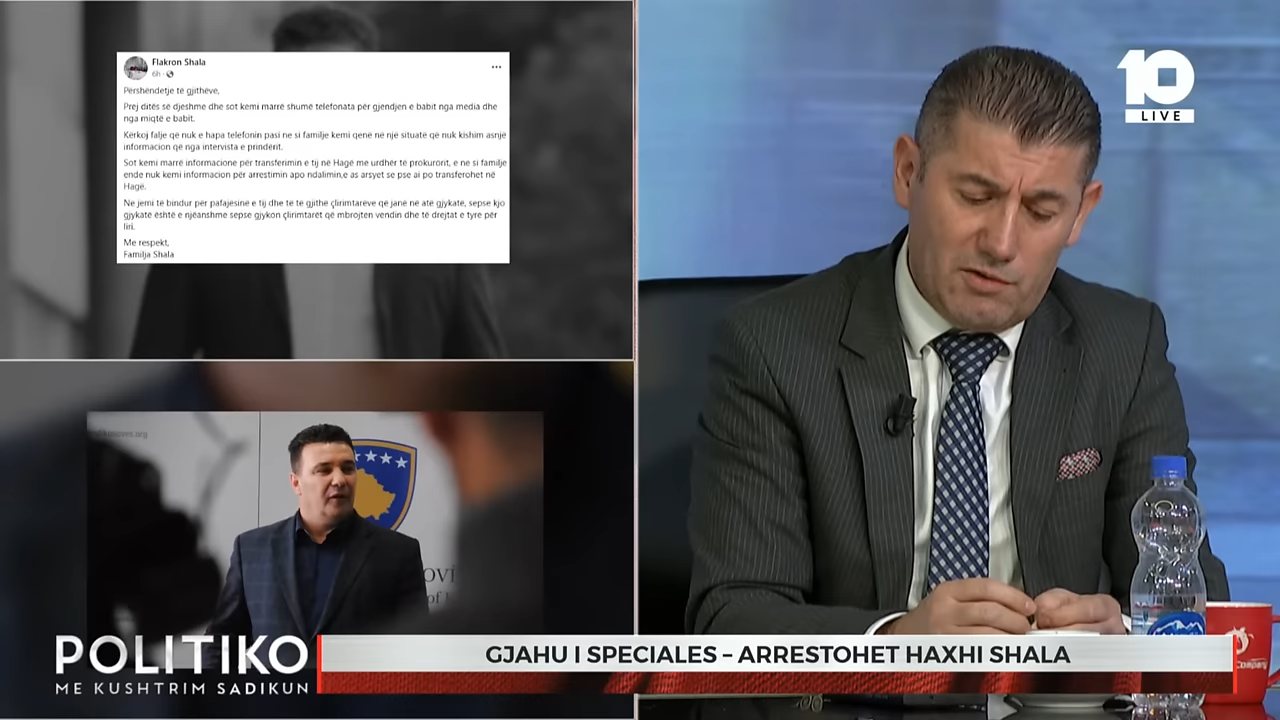 Flakron Shala
6h
Përshëndetje të gjithëve,
Prej ditës së djeshme dhe sot kemi marrë shumë telefonata për gjendjen e babit nga media dhe
nga miqtë e babit.
Kërkoj falje që nuk e hapa telefonin pasi ne si familje kemi qenë në një situatë që nuk kishim asnjë
informacion që nga intervista e prindërit.
Sot kemi marrë informacione për transferimin e tij në Hagë me urdhër të prokurorit, e ne si familje
ende nuk kemi informacion për arrestimin apo ndalimin,e as arsyet se pse ai po transferohet në
Hagë.
Ne jemi të bindur për pafajësinë e tij dhe të të gjithë çlirimtarëve që janë në atë gjykatë, sepse kjo
gjykatë është e njëanshme sepse gjykon çlirimtarët që mbrojten vendin dhe të drejtat e tyre për
liri.
Me respekt,
Familja Shala
10
LIVE
POLITIKO
ME KUSHTRIM SADIKUN
GJAHU I SPECIALES – ARRESTOHET HAXHI SHALA